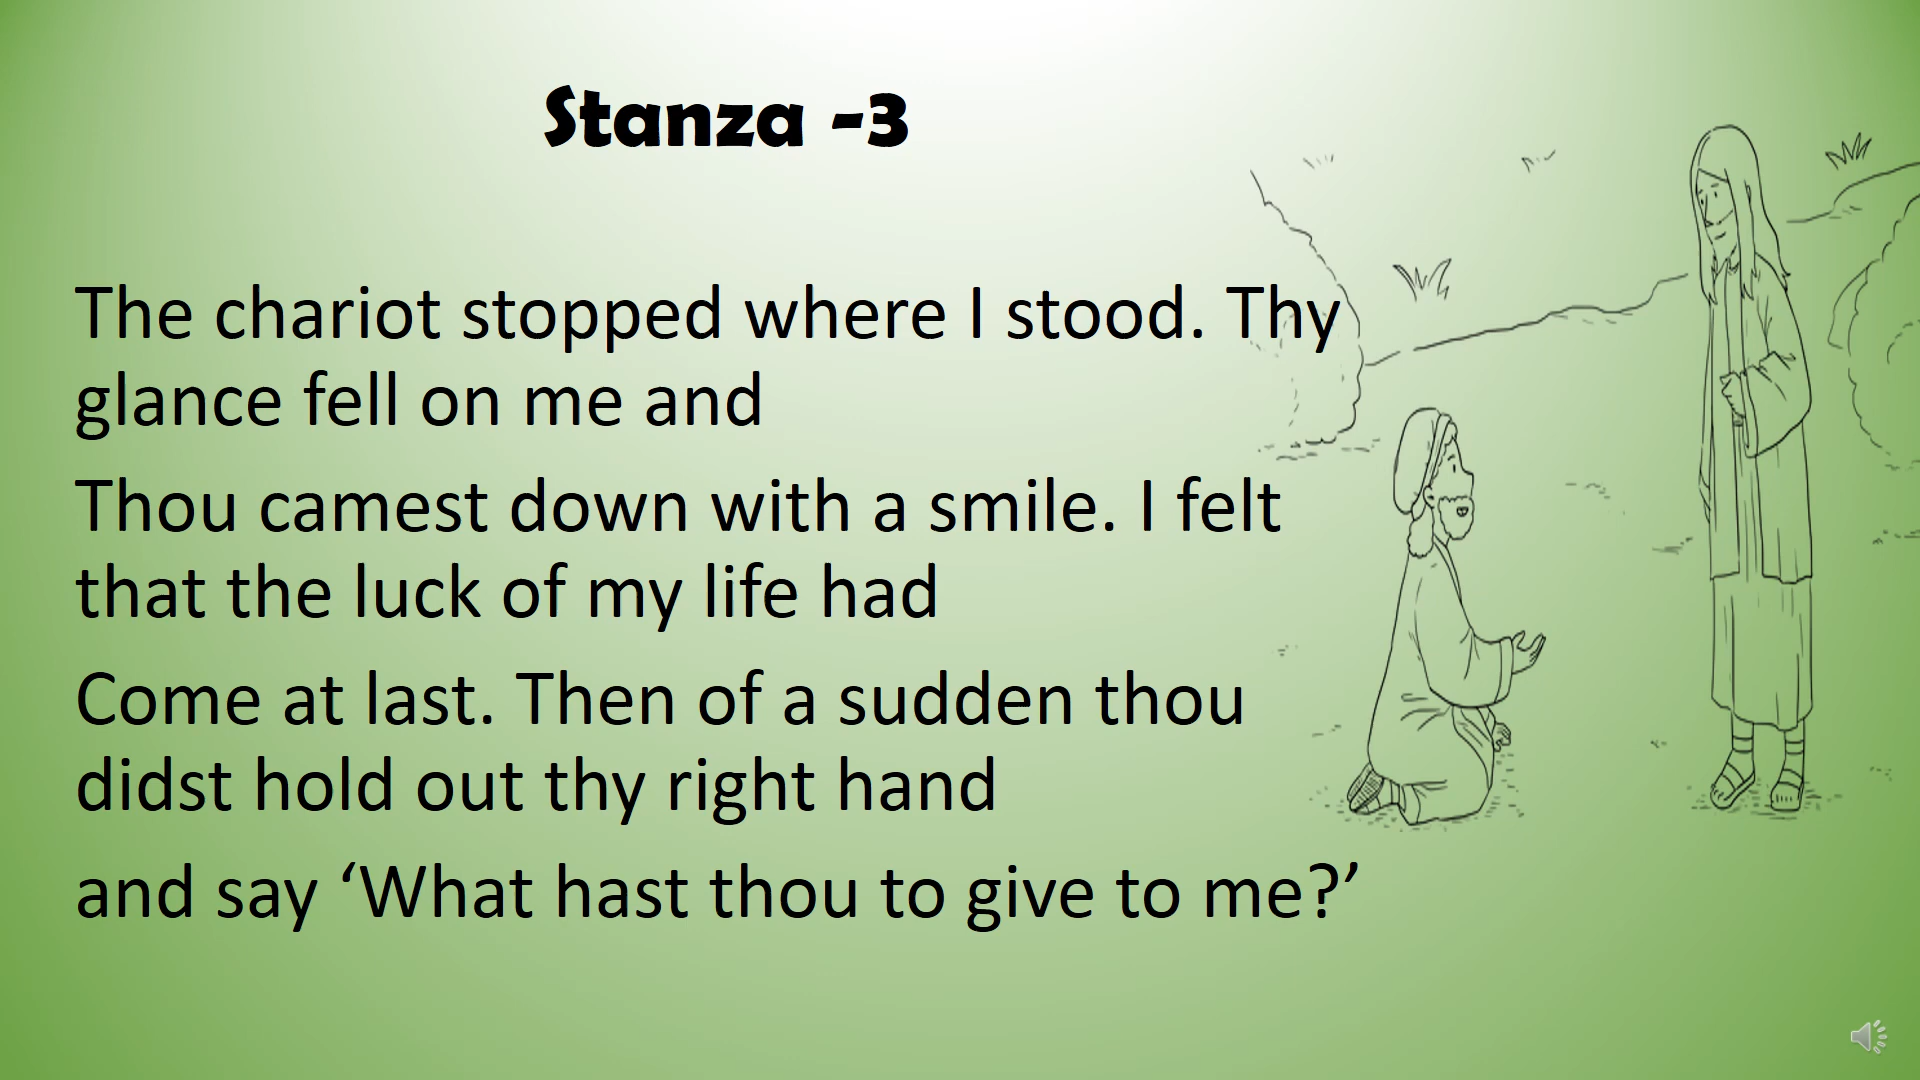 Stanza -3
The chariot stopped where I stood. Thy
glance fell on me and
Thou camest down with a smile. I felt
that the luck of my life had
Come at last. Then of a sudden thou
didst hold out thy right hand
and say ‘What hast thou to give to me?’